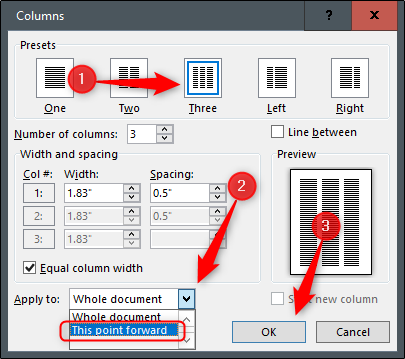 Columns
? X
Presets
1
One Two Three Left Right
Number of columns: 3
Line between
Width and spacing
Preview
Col #: Width: Spacing:
1: 1.83" 0.5"
2
2: 1.83" 0.5"
3: 1.83"
3
Equal column width
Apply to: Whole document
new column
Whole document
This point forward
OK Cancel